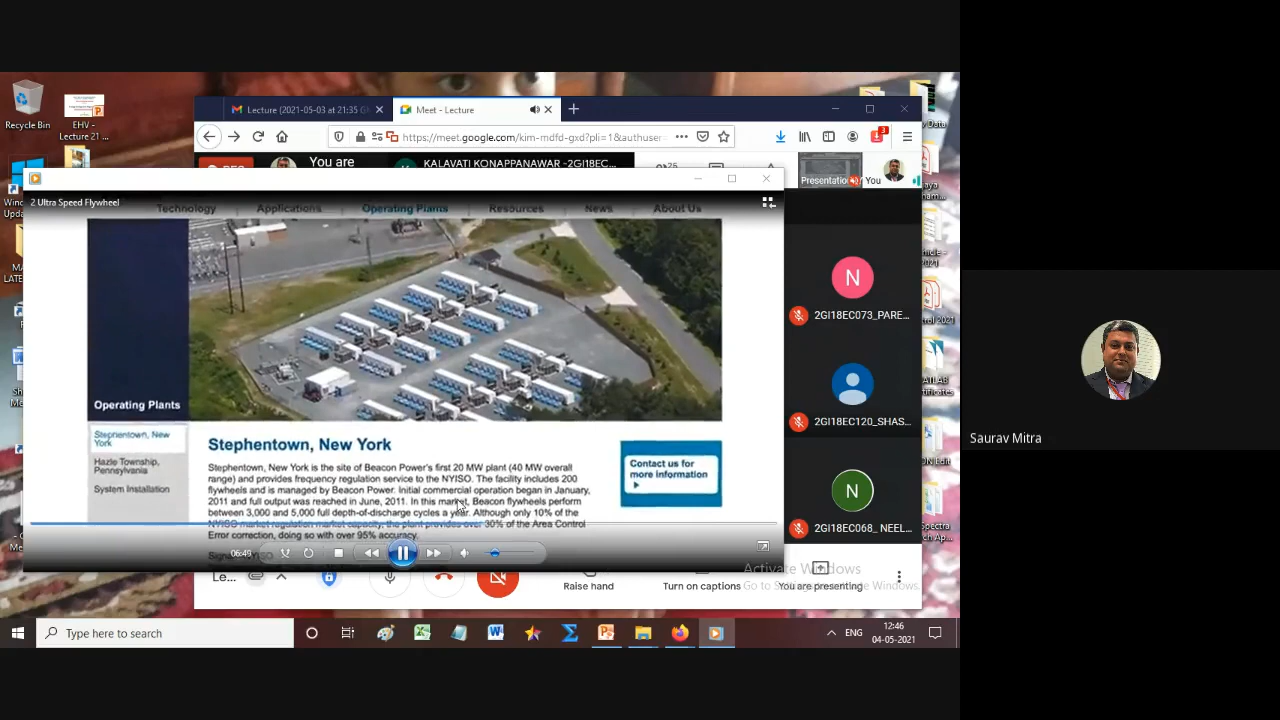 Recycle Bin
EHV -
Lecture 21 ...
Lecture (2021-05-03 at 21:35
Meet - Lecture
https://meet.google.com/kim-mdfd-gxd?pli=1&authuser=
You are
KALAVATI KONAPPANAWAR -2GI18EC...
Presentation
You
2 Ultra Speed Flywheel
Technology Applications Operating Plants Resources News About Us
Operating Plants
Stephentown, New
York
Hazle Township,
Pennsylvania
System Installation
Stephentown, New York
Stephentown, New York is the site of Beacon Power's first 20 MW plant (40 MW overall
range) and provides frequency regulation service to the NYISO. The facility includes 200
flywheels and is managed by Beacon Power. Initial commercial operation began in January,
2011 and full output was reached in June, 2011. In this market, Beacon flywheels perform
between 3,000 and 5,000 full depth-of-discharge cycles a year. Although only 10% of the
NYISO market regulation market capacity, the plant provides over 30% of the Area Control
Error correction, doing so with over 95% accuracy.
Contact us for
more information
06:49
N
2GI18EC073_PARE...
2GI18EC120_SHAS...
N
2GI18EC068_ NEEL...
Le...
Raise hand
Turn on captions
You are presenting
Activate Windows
Go to Settings to activate Windows.
Type here to search
ENG
12:46
04-05-2021
Saurav Mitra